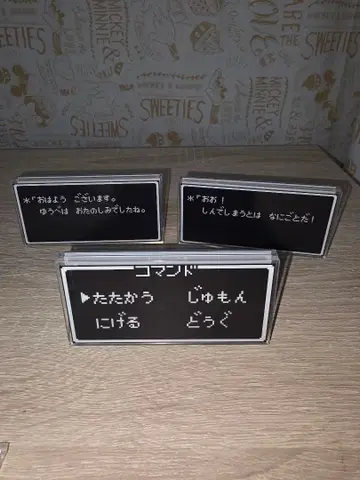 SWEETIES
MICKEY &
MINNIE
SWEETIES
SWEETIES
*「おはよう ございます。
ゆうべは おたのしみでしたね。
*「おお!
しんでしまうとは なにごとだ!
コマンド
▶たたかう じゅもん
にげる どうぐ